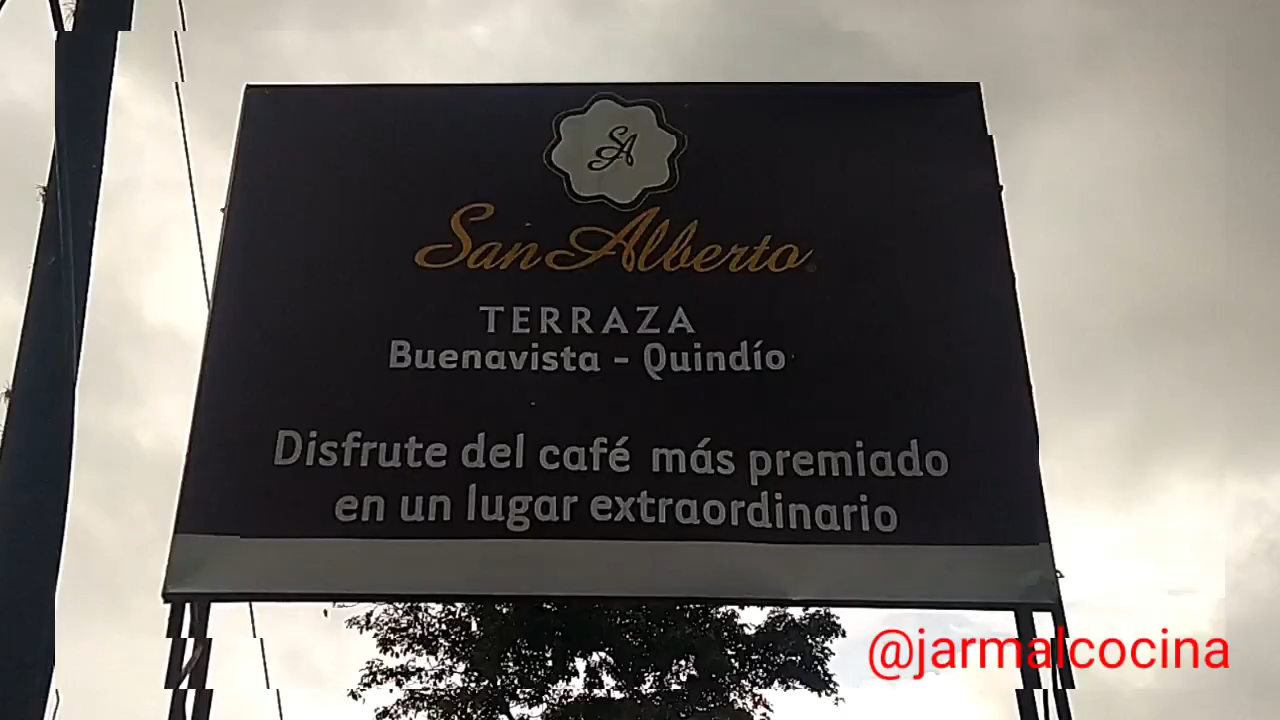 SA
San Alberto®
TERRAZA
Buenavista - Quindío
Disfrute del café más premiado
en un lugar extraordinario
@jarmalcocina